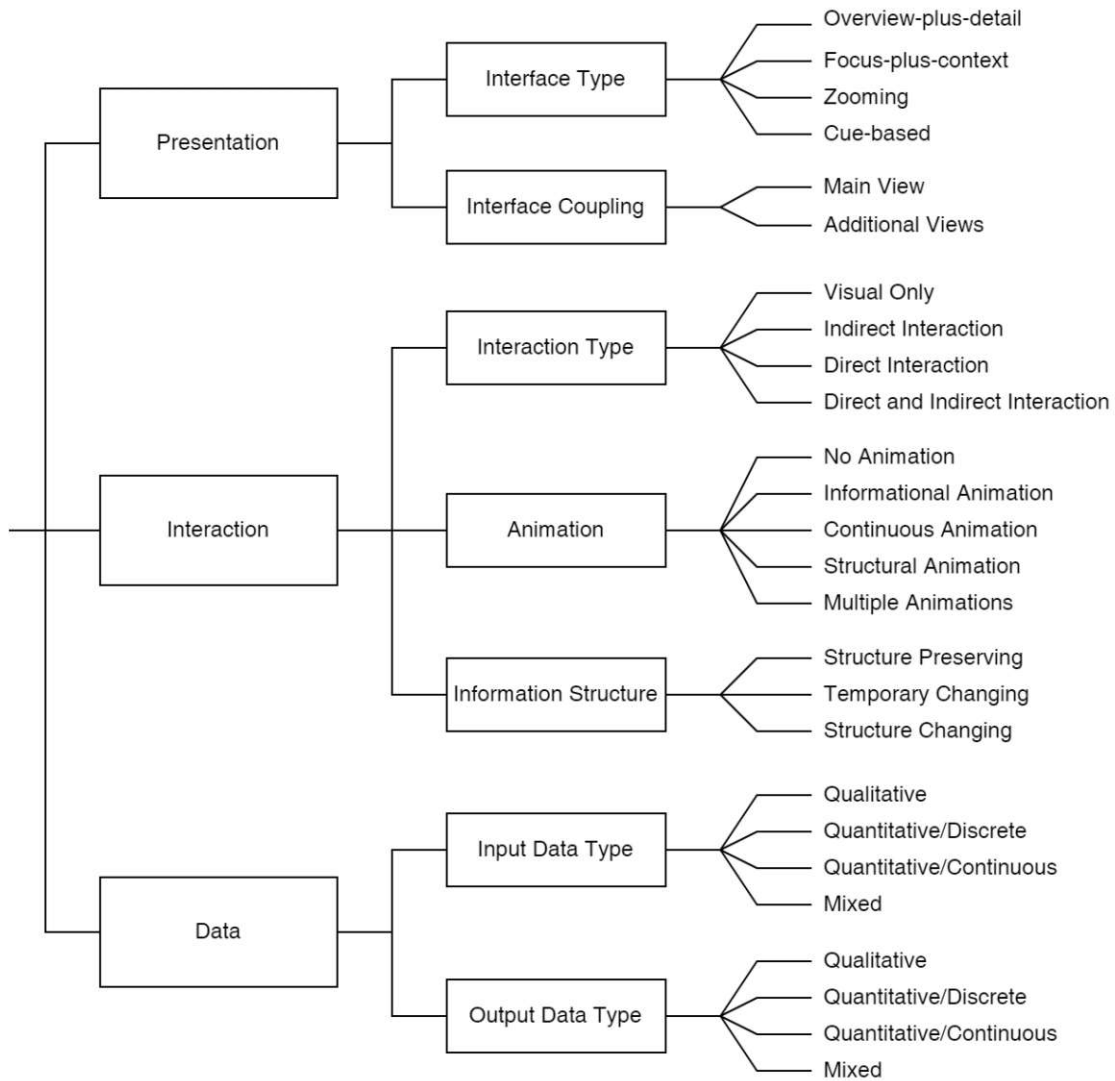 Presentation
Interface Type
Overview-plus-detail
Focus-plus-context
Zooming
Cue-based
Interface Coupling
Main View
Additional Views
Interaction
Interaction Type
Visual Only
Indirect Interaction
Direct Interaction
Direct and Indirect Interaction
Animation
No Animation
Informational Animation
Continuous Animation
Structural Animation
Multiple Animations
Information Structure
Structure Preserving
Temporary Changing
Structure Changing
Data
Input Data Type
Qualitative
Quantitative/Discrete
Quantitative/Continuous
Mixed
Output Data Type
Qualitative
Quantitative/Discrete
Quantitative/Continuous
Mixed